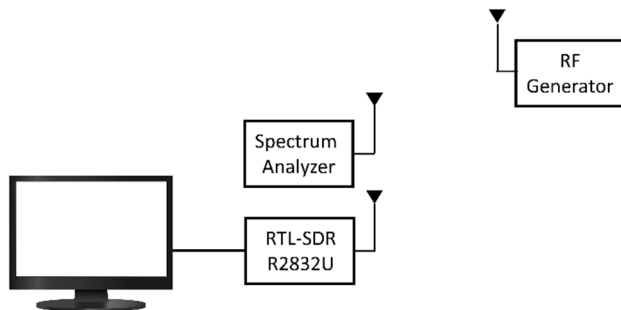 RF
Generator
Spectrum
Analyzer
RTL-SDR
R2832U